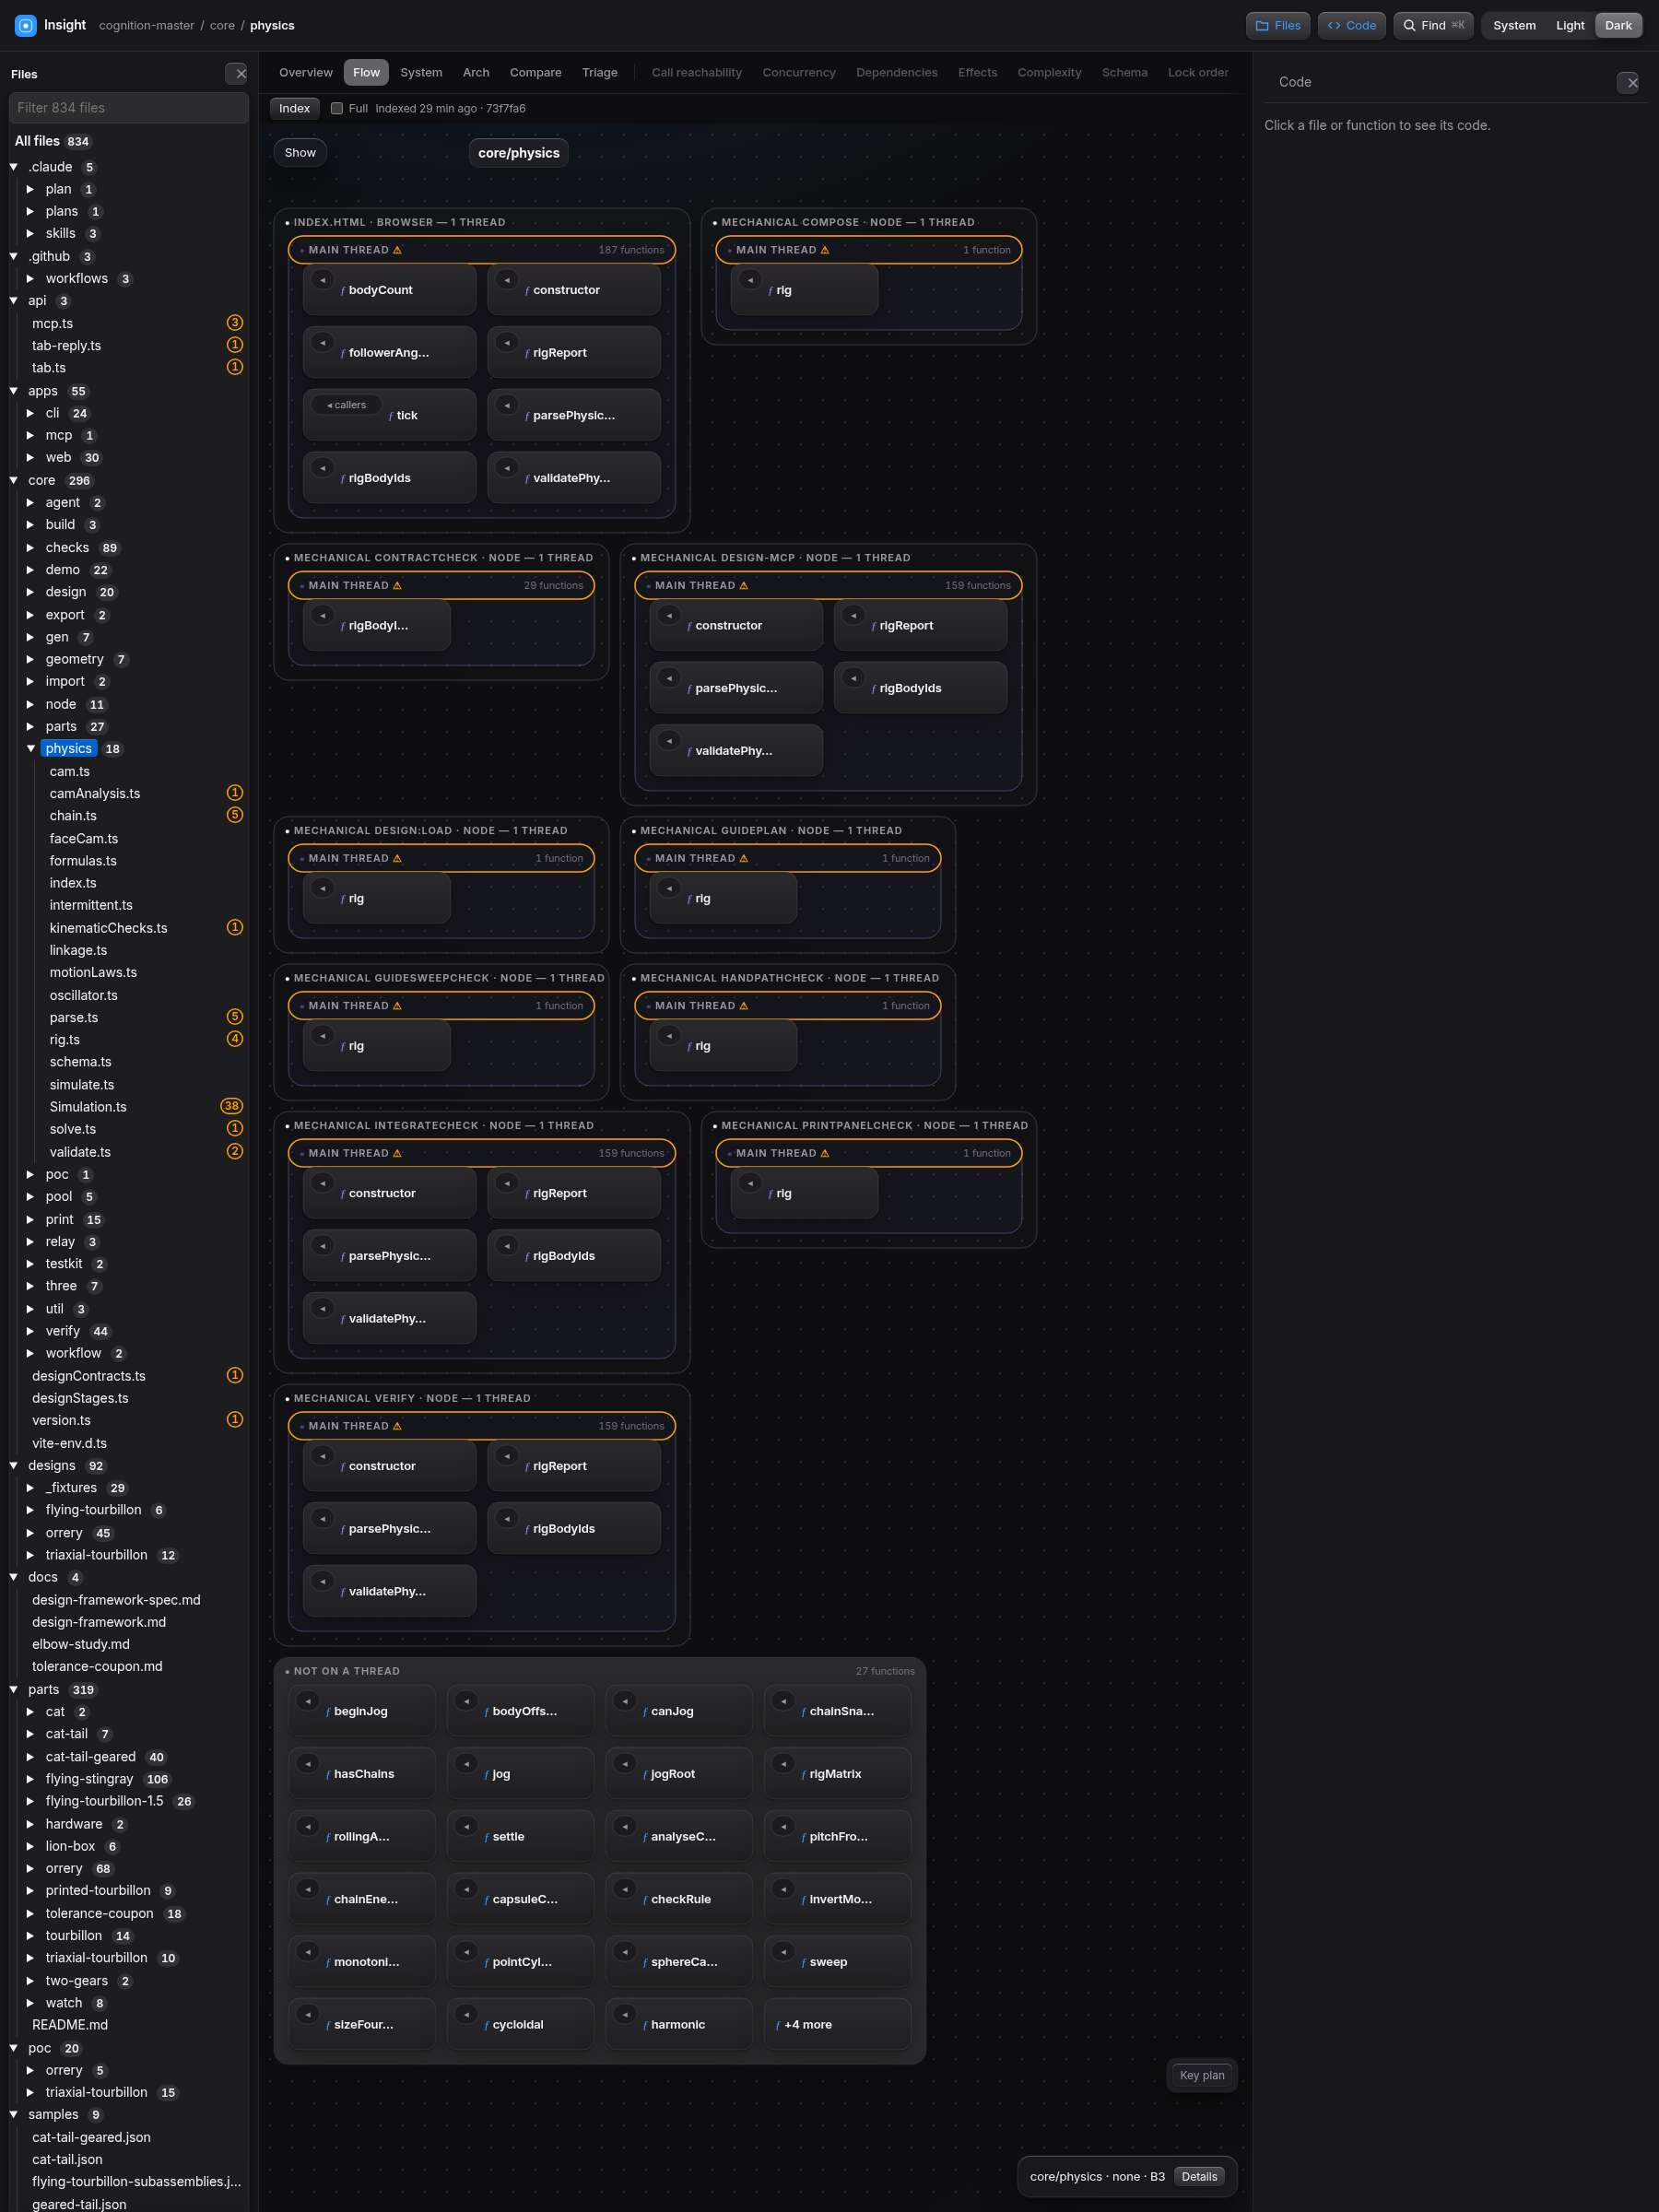 Insight cognition-master / core / physics
Files Code Find ⌘K System Light Dark
Files
Filter 834 files
All files 834
.claude 5
plan 1
plans 1
skills 3
.github 3
workflows 3
api 3
mcp.ts 3
tab-reply.ts 1
tab.ts 1
apps 55
cli 24
mcp 1
web 30
core 296
agent 2
build 3
checks 89
demo 22
design 20
export 2
gen 7
geometry 7
import 2
node 11
parts 27
physics 18
cam.ts
camAnalysis.ts 1
chain.ts 5
faceCam.ts
formulas.ts
index.ts
intermittent.ts
kinematicChecks.ts 1
linkage.ts
motionLaws.ts
oscillator.ts
parse.ts 5
rig.ts 4
schema.ts
simulate.ts
Simulation.ts 38
solve.ts 1
validate.ts 2
poc 1
pool 5
print 15
relay 3
testkit 2
three 7
util 3
verify 44
workflow 2
designContracts.ts 1
designStages.ts
version.ts 1
vite-env.d.ts
designs 92
_fixtures 29
flying-tourbillon 6
orrery 45
triaxial-tourbillon 12
docs 4
design-framework-spec.md
design-framework.md
elbow-study.md
tolerance-coupon.md
parts 319
cat 2
cat-tail 7
cat-tail-geared 40
flying-stingray 106
flying-tourbillon-1.5 26
hardware 2
lion-box 6
orrery 68
printed-tourbillon 9
tolerance-coupon 18
tourbillon 14
triaxial-tourbillon 10
two-gears 2
watch 8
README.md
poc 20
orrery 5
triaxial-tourbillon 15
samples 9
cat-tail-geared.json
cat-tail.json
flying-tourbillon-subassemblies.j...
geared-tail.json
Overview Flow System Arch Compare Triage Call reachability Concurrency Dependencies Effects Complexity Schema Lock order
Index Full Indexed 29 min ago · 73f7fa6
Show core/physics
INDEX.HTML · BROWSER — 1 THREAD
MAIN THREAD ⚠ 187 functions
ƒ bodyCount ƒ constructor
ƒ followerAng... ƒ rigReport
◂ callers ƒ tick ƒ parsePhysic...
ƒ rigBodyIds ƒ validatePhy...
MECHANICAL COMPOSE · NODE — 1 THREAD
MAIN THREAD ⚠ 1 function
ƒ rig
MECHANICAL CONTRACTCHECK · NODE — 1 THREAD
MAIN THREAD ⚠ 29 functions
ƒ rigBodyI...
MECHANICAL DESIGN-MCP · NODE — 1 THREAD
MAIN THREAD ⚠ 159 functions
ƒ constructor ƒ rigReport
ƒ parsePhysic... ƒ rigBodyIds
ƒ validatePhy...
MECHANICAL DESIGN:LOAD · NODE — 1 THREAD
MAIN THREAD ⚠ 1 function
ƒ rig
MECHANICAL GUIDEPLAN · NODE — 1 THREAD
MAIN THREAD ⚠ 1 function
ƒ rig
MECHANICAL GUIDESWEEPCHECK · NODE — 1 THREAD
MAIN THREAD ⚠ 1 function
ƒ rig
MECHANICAL HANDPATHCHECK · NODE — 1 THREAD
MAIN THREAD ⚠ 1 function
ƒ rig
MECHANICAL INTEGRATECHECK · NODE — 1 THREAD
MAIN THREAD ⚠ 159 functions
ƒ constructor ƒ rigReport
ƒ parsePhysic... ƒ rigBodyIds
ƒ validatePhy...
MECHANICAL PRINTPANELCHECK · NODE — 1 THREAD
MAIN THREAD ⚠ 1 function
ƒ rig
MECHANICAL VERIFY · NODE — 1 THREAD
MAIN THREAD ⚠ 159 functions
ƒ constructor ƒ rigReport
ƒ parsePhysic... ƒ rigBodyIds
ƒ validatePhy...
NOT ON A THREAD 27 functions
ƒ beginJog ƒ bodyOffs... ƒ canJog ƒ chainSna...
ƒ hasChains ƒ jog ƒ jogRoot ƒ rigMatrix
ƒ rollingA... ƒ settle ƒ analyseC... ƒ pitchFro...
ƒ chainEne... ƒ capsuleC... ƒ checkRule ƒ invertMo...
ƒ monotoni... ƒ pointCyl... ƒ sphereCa... ƒ sweep
ƒ sizeFour... ƒ cycloidal ƒ harmonic ƒ +4 more
Key plan
core/physics · none · B3 Details
Code
Click a file or function to see its code.